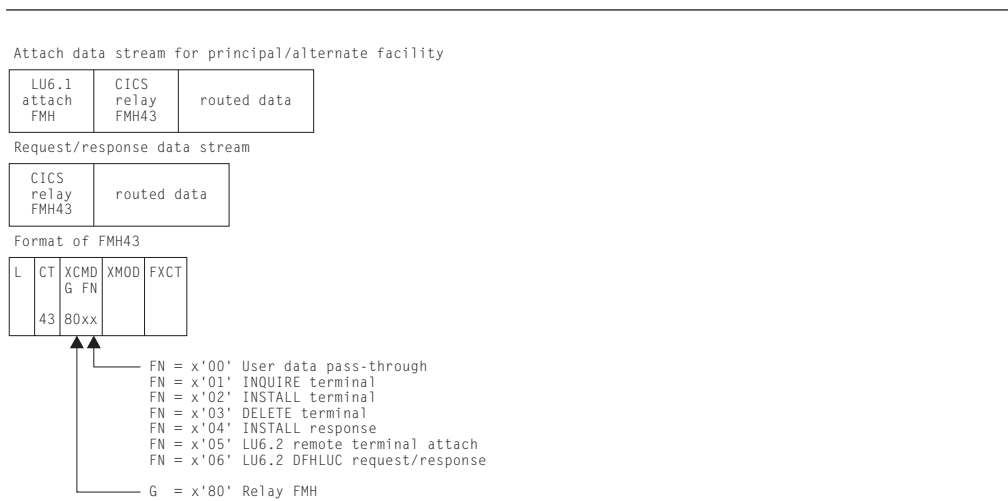 Attach data stream for principal/alternate facility
LU6.1 attach FMH
CICS relay FMH43
routed data
Request/response data stream
CICS relay FMH43
routed data
Format of FMH43
L CT XCMD XMOD FXCT
G FN
43 80xx
FN = x'00' User data pass-through
FN = x'01' INQUIRE terminal
FN = x'02' INSTALL terminal
FN = x'03' DELETE terminal
FN = x'04' INSTALL response
FN = x'05' LU6.2 remote terminal attach
FN = x'06' LU6.2 DFHLUC request/response
G = x'80' Relay FMH